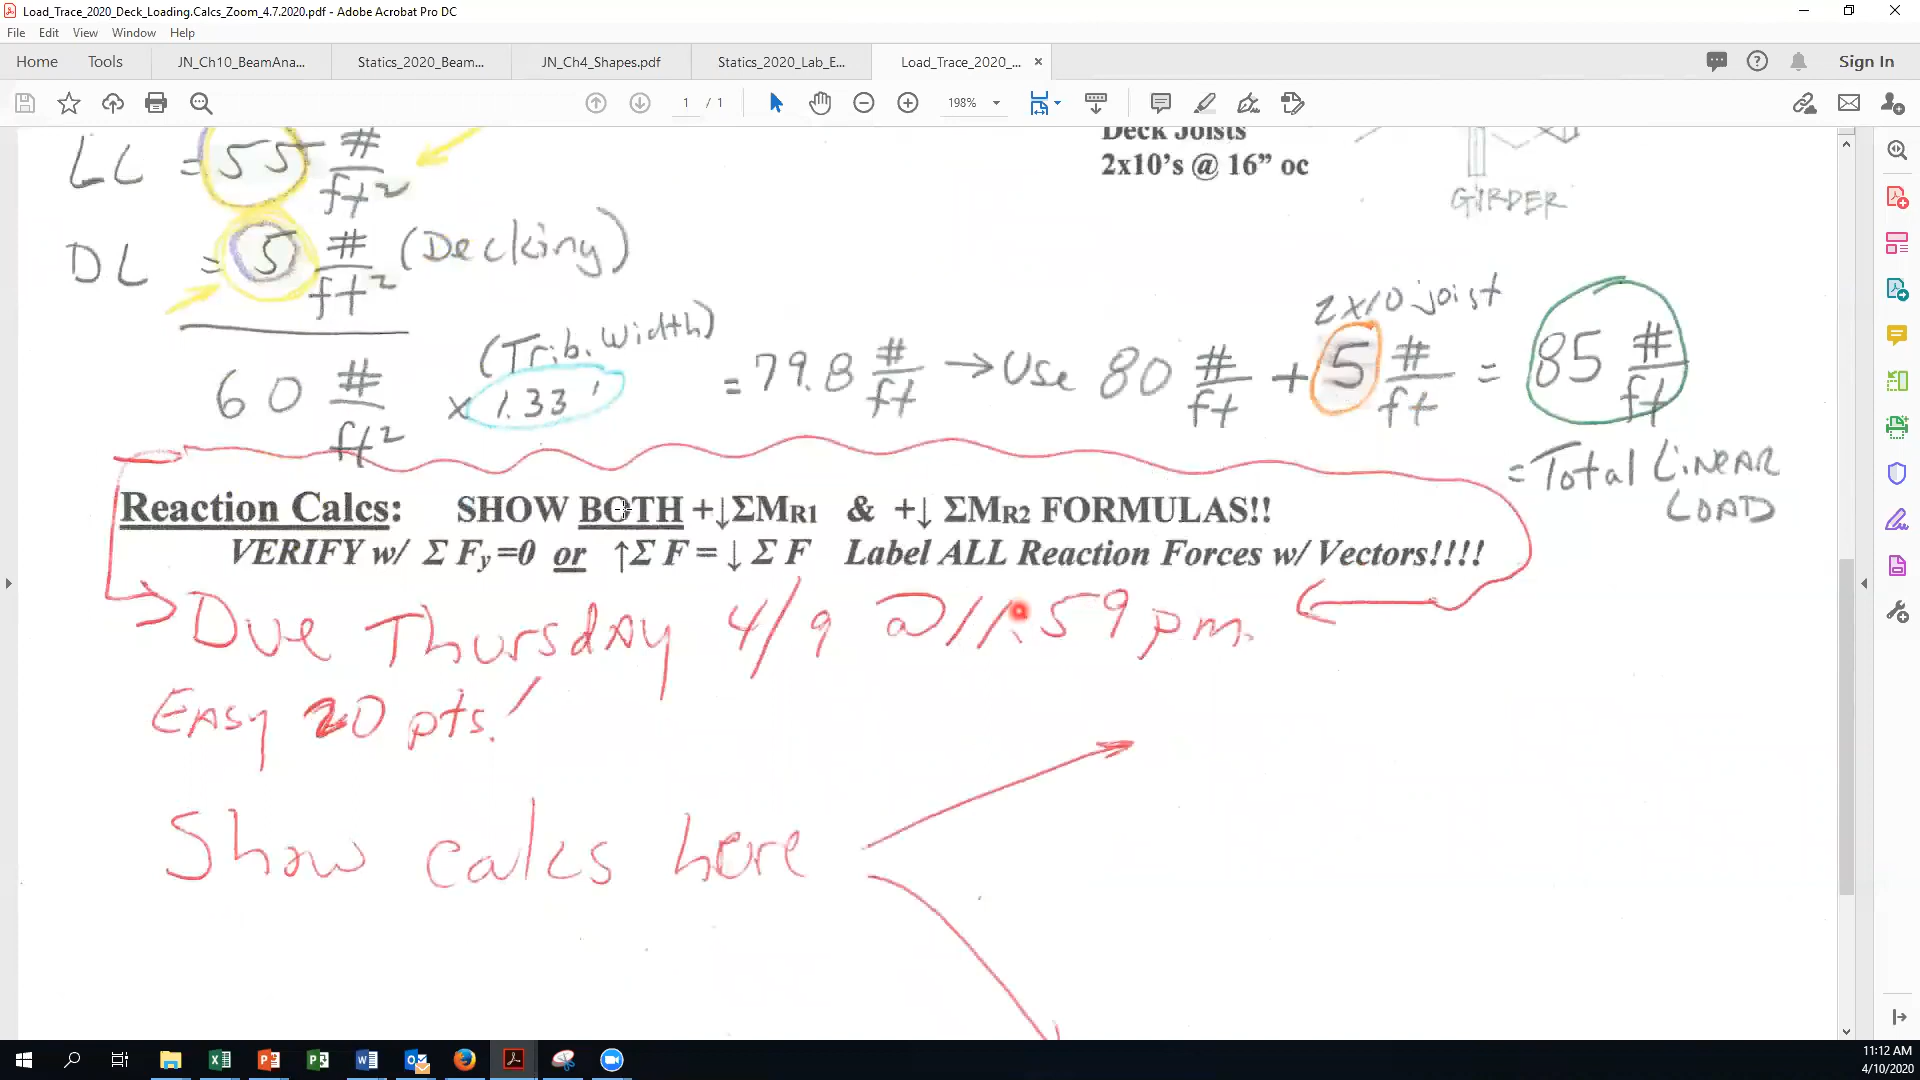 Load_Trace_2020_Deck_Loading.Calcs_Zoom_4.7.2020.pdf - Adobe Acrobat Pro DC
File Edit View Window Help
Home Tools JN_Ch10_BeamAna... Statics_2020_Beam... JN_Ch4_Shapes.pdf Statics_2020_Lab_E... Load_Trace_2020_... Sign In
1 / 1 198%
LL = 55 #/ft²
Deck Joists
2x10's @ 16" oc
GIRDER
DL = 5 #/ft² (Decking)
60 #/ft² x 1.33' (Trib. Width) = 79.8 #/ft → Use 80 #/ft + 5 #/ft = 85 #/ft
2x10 joist
= Total LINEAR
LOAD
Reaction Calcs: SHOW BOTH +↓ΣMR1 & +↓ ΣMR2 FORMULAS!!
VERIFY w/ Σ Fy=0 or ↑Σ F = ↓ Σ F Label ALL Reaction Forces w/ Vectors!!!!
Due Thursday 4/9 @ 11:59 pm.
EASY 20 pts!
Show calcs here
11:12 AM
4/10/2020